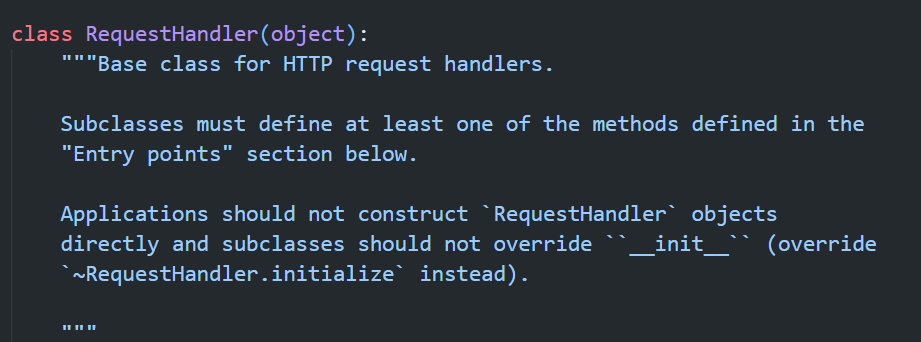 class RequestHandler(object):
"""Base class for HTTP request handlers.
Subclasses must define at least one of the methods defined in the
"Entry points" section below.
Applications should not construct `RequestHandler` objects
directly and subclasses should not override ``__init__`` (override
`~RequestHandler.initialize` instead).
"""